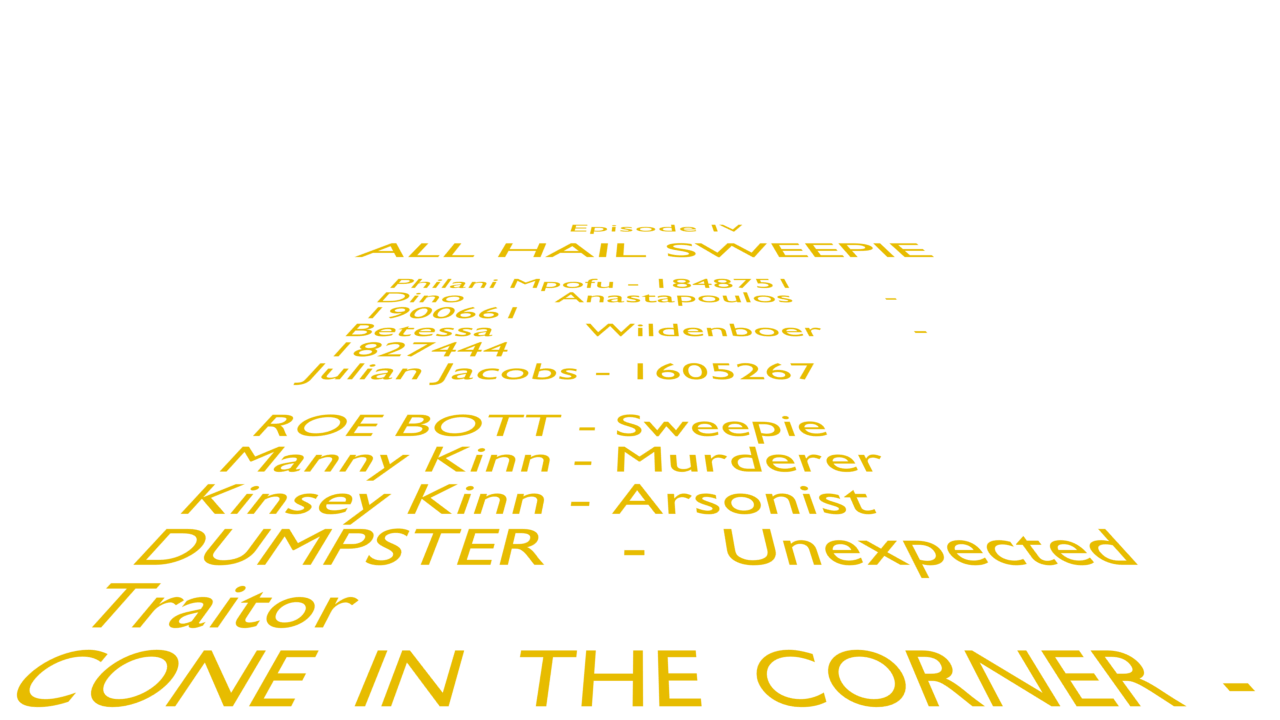 Episode IV
ALL HAIL SWEEPIE
Philani Mpofu - 1848751
Dino Anastapoulos -
1900661
Betessa Wildenboer -
1827444
Julian Jacobs - 1605267
ROE BOTT - Sweepie
Manny Kinn - Murderer
Kinsey Kinn - Arsonist
DUMPSTER - Unexpected
Traitor
CONE IN THE CORNER -